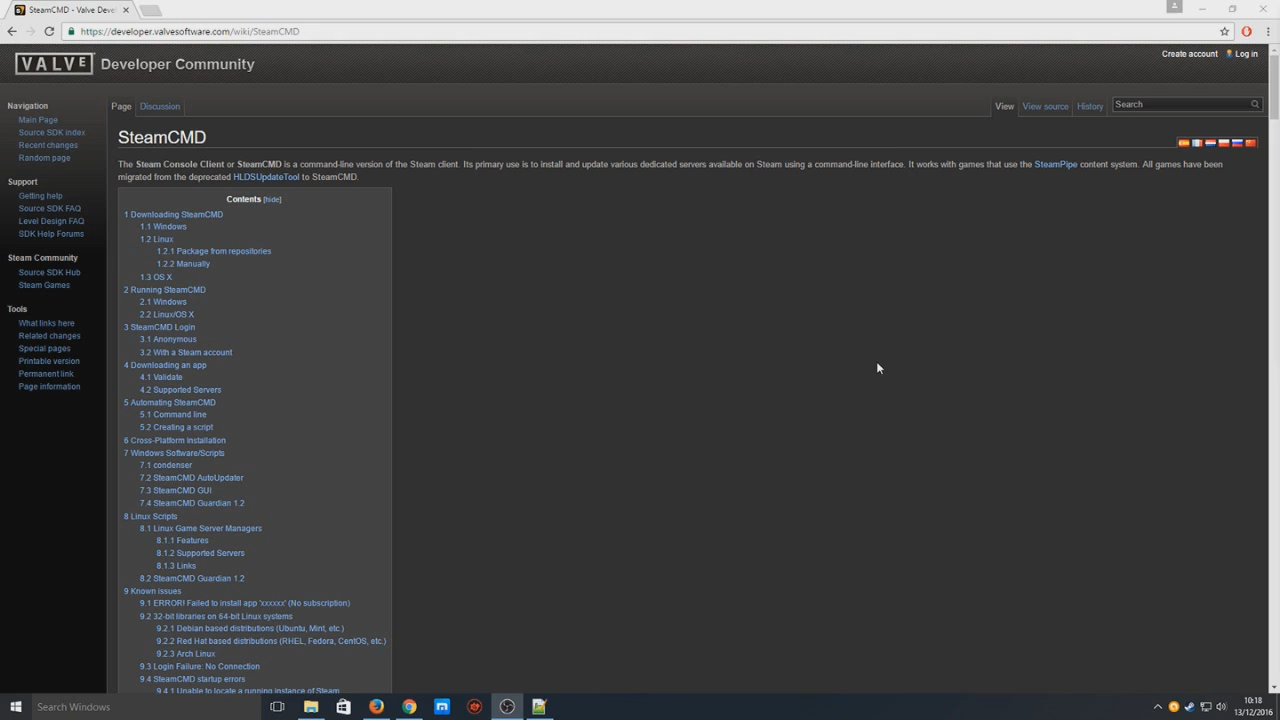 SteamCMD - Valve Devel
https://developer.valvesoftware.com/wiki/SteamCMD
VALVE Developer Community
Create account Log in
Navigation
Main Page
Source SDK index
Recent changes
Random page
Support
Getting help
Source SDK FAQ
Level Design FAQ
SDK Help Forums
Steam Community
Source SDK Hub
Steam Games
Tools
What links here
Related changes
Special pages
Printable version
Permanent link
Page information
Page Discussion View View source History Search
SteamCMD
The Steam Console Client or SteamCMD is a command-line version of the Steam client. Its primary use is to install and update various dedicated servers available on Steam using a command-line interface. It works with games that use the SteamPipe content system. All games have been
migrated from the deprecated HLDSUpdateTool to SteamCMD.
Contents [hide]
1 Downloading SteamCMD
1.1 Windows
1.2 Linux
1.2.1 Package from repositories
1.2.2 Manually
1.3 OS X
2 Running SteamCMD
2.1 Windows
2.2 Linux/OS X
3 SteamCMD Login
3.1 Anonymous
3.2 With a Steam account
4 Downloading an app
4.1 Validate
4.2 Supported Servers
5 Automating SteamCMD
5.1 Command line
5.2 Creating a script
6 Cross-Platform Installation
7 Windows Software/Scripts
7.1 condenser
7.2 SteamCMD AutoUpdater
7.3 SteamCMD GUI
7.4 SteamCMD Guardian 1.2
8 Linux Scripts
8.1 Linux Game Server Managers
8.1.1 Features
8.1.2 Supported Servers
8.1.3 Links
8.2 SteamCMD Guardian 1.2
9 Known issues
9.1 ERROR! Failed to install app 'xxxxxx' (No subscription)
9.2 32-bit libraries on 64-bit Linux systems
9.2.1 Debian based distributions (Ubuntu, Mint, etc.)
9.2.2 Red Hat based distributions (RHEL, Fedora, CentOS, etc.)
9.2.3 Arch Linux
9.3 Login Failure: No Connection
9.4 SteamCMD startup errors
9.4.1 Unable to locate a running instance of Steam
Search Windows
10:18
13/12/2016